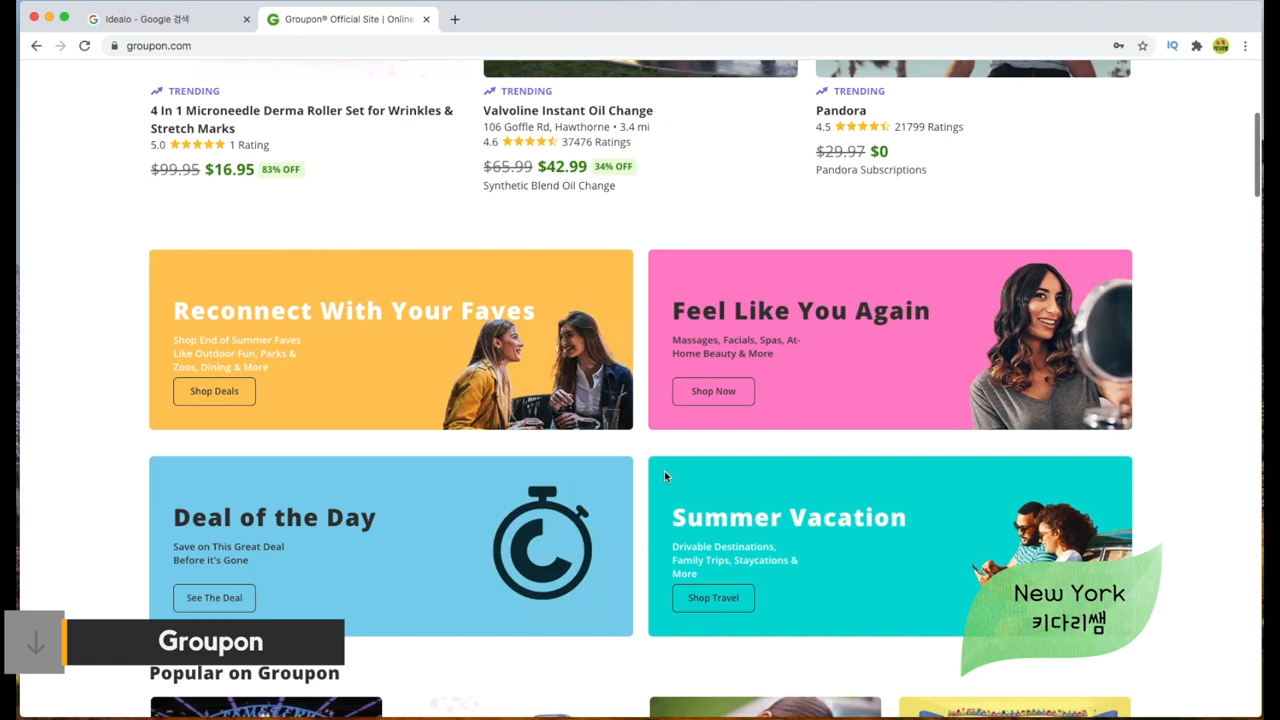 Idealo - Google 검색
Groupon® Official Site | Online
groupon.com
IQ
TRENDING
4 In 1 Microneedle Derma Roller Set for Wrinkles &
Stretch Marks
5.0 1 Rating
$99.95 $16.95 83% OFF
TRENDING
Valvoline Instant Oil Change
106 Goffle Rd, Hawthorne • 3.4 mi
4.6 37476 Ratings
$65.99 $42.99 34% OFF
Synthetic Blend Oil Change
TRENDING
Pandora
4.5 21799 Ratings
$29.97 $0
Pandora Subscriptions
Reconnect With Your Faves
Shop End of Summer Faves
Like Outdoor Fun, Parks &
Zoos, Dining & More
Shop Deals
Feel Like You Again
Massages, Facials, Spas, At-
Home Beauty & More
Shop Now
Deal of the Day
Save on This Great Deal
Before it's Gone
See The Deal
Summer Vacation
Drivable Destinations,
Family Trips, Staycations &
More
Shop Travel
New York
키다리쌤
Groupon
Popular on Groupon